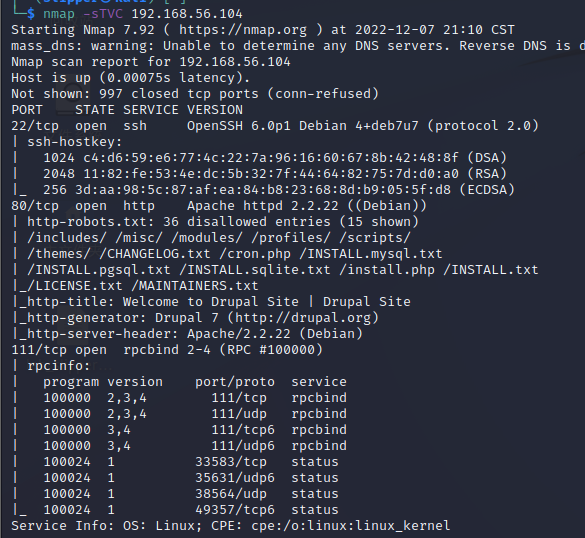 └─$ nmap -sTVC 192.168.56.104
Starting Nmap 7.92 ( https://nmap.org ) at 2022-12-07 21:10 CST
mass_dns: warning: Unable to determine any DNS servers. Reverse DNS is d
Nmap scan report for 192.168.56.104
Host is up (0.00075s latency).
Not shown: 997 closed tcp ports (conn-refused)
PORT    STATE SERVICE VERSION
22/tcp  open  ssh     OpenSSH 6.0p1 Debian 4+deb7u7 (protocol 2.0)
| ssh-hostkey:
|   1024 c4:d6:59:e6:77:4c:22:7a:96:16:60:67:8b:42:48:8f (DSA)
|   2048 11:82:fe:53:4e:dc:5b:32:7f:44:64:82:75:7d:d0:a0 (RSA)
|_  256 3d:aa:98:5c:87:af:ea:84:b8:23:68:8d:b9:05:5f:d8 (ECDSA)
80/tcp  open  http    Apache httpd 2.2.22 ((Debian))
| http-robots.txt: 36 disallowed entries (15 shown)
| /includes/ /misc/ /modules/ /profiles/ /scripts/
| /themes/ /CHANGELOG.txt /cron.php /INSTALL.mysql.txt
| /INSTALL.pgsql.txt /INSTALL.sqlite.txt /install.php /INSTALL.txt
|_/LICENSE.txt /MAINTAINERS.txt
|_http-title: Welcome to Drupal Site | Drupal Site
|_http-generator: Drupal 7 (http://drupal.org)
|_http-server-header: Apache/2.2.22 (Debian)
111/tcp open  rpcbind 2-4 (RPC #100000)
| rpcinfo:
|   program version    port/proto  service
|   100000  2,3,4        111/tcp   rpcbind
|   100000  2,3,4        111/udp   rpcbind
|   100000  3,4          111/tcp6  rpcbind
|   100000  3,4          111/udp6  rpcbind
|   100024  1          33583/tcp   status
|   100024  1          35631/udp6  status
|   100024  1          38564/udp   status
|_  100024  1          49357/tcp6  status
Service Info: OS: Linux; CPE: cpe:/o:linux:linux_kernel